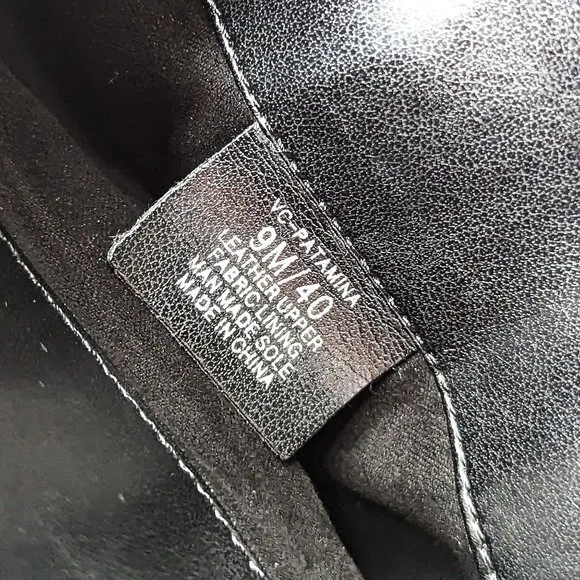 VC-PATAMINA
9M/40
LEATHER UPPER
FABRIC LINING
MAN MADE SOLE
MADE IN CHINA